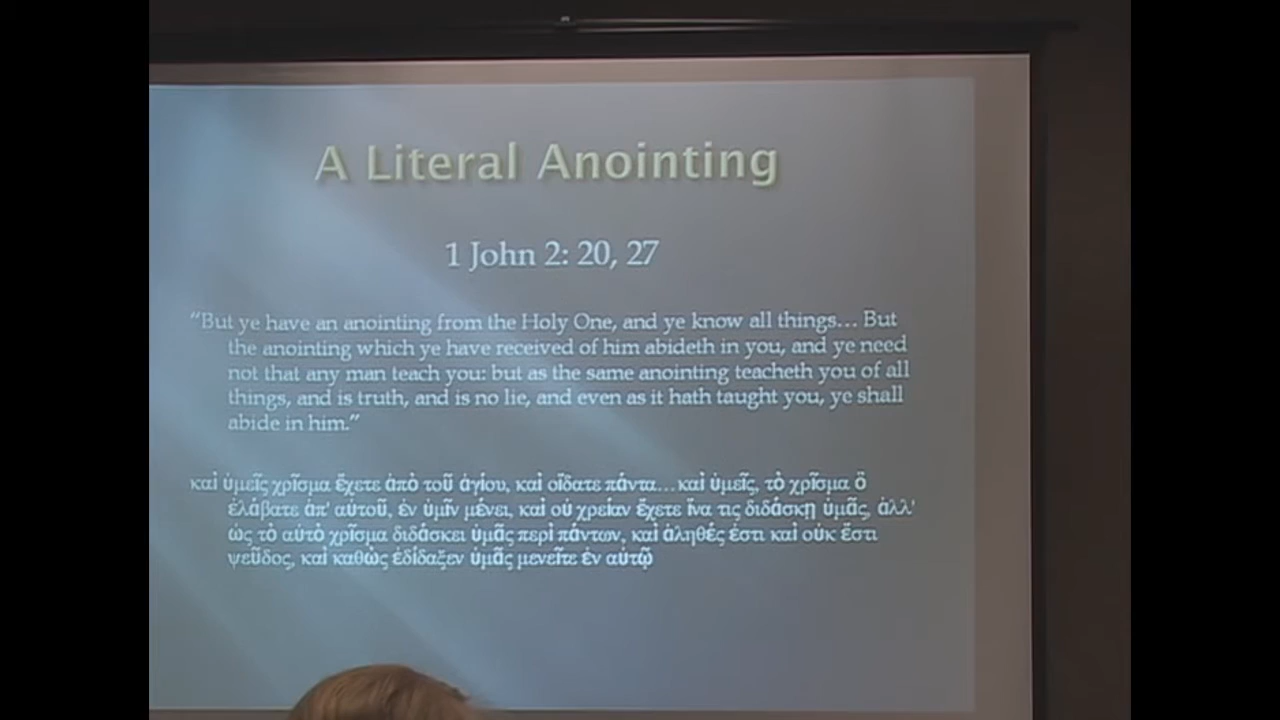 A Literal Anointing
1 John 2: 20, 27
“But ye have an anointing from the Holy One, and ye know all things… But
the anointing which ye have received of him abideth in you, and ye need
not that any man teach you: but as the same anointing teacheth you of all
things, and is truth, and is no lie, and even as it hath taught you, ye shall
abide in him.”
καὶ ὑμεῖς χρῖσμα ἔχετε ἀπὸ τοῦ ἁγίου, καὶ οἴδατε πάντα…καὶ ὑμεῖς, τὸ χρῖσμα ὃ
ἐλάβατε ἀπ' αὐτοῦ, ἐν ὑμῖν μένει, καὶ οὐ χρείαν ἔχετε ἵνα τις διδάσκῃ ὑμᾶς, ἀλλ'
ὡς τὸ αὐτὸ χρῖσμα διδάσκει ὑμᾶς περὶ πάντων, καὶ ἀληθές ἐστι καὶ οὐκ ἔστι
ψεῦδος, καὶ καθὼς ἐδίδαξεν ὑμᾶς μενεῖτε ἐν αὐτῷ